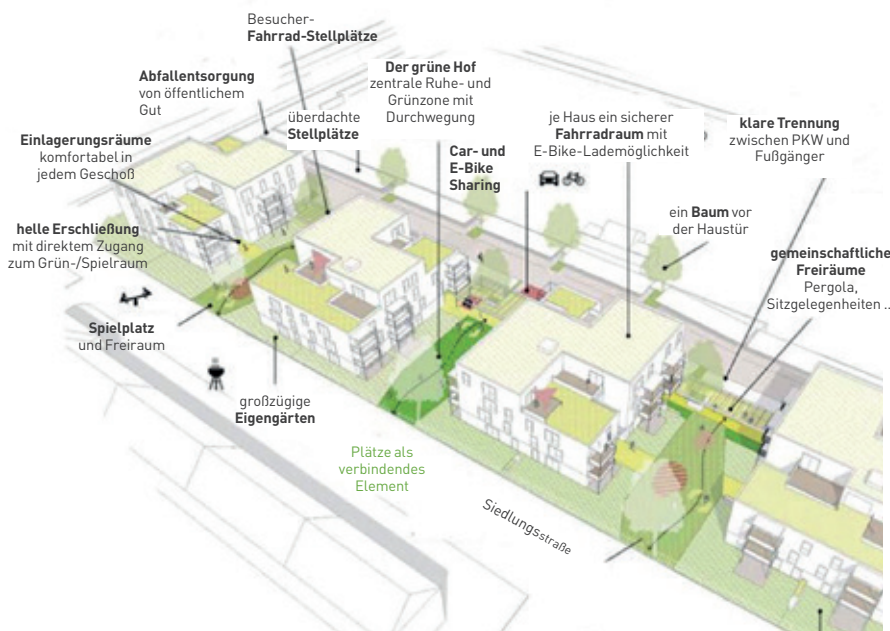 Besucher-
Fahrrad-Stellplätze
Abfallentsorgung
von öffentlichem
Gut
Der grüne Hof
zentrale Ruhe- und
Grünzone mit
Durchwegung
überdachte
Stellplätze
je Haus ein sicherer
Fahrradraum mit
E-Bike-Lademöglichkeit
klare Trennung
zwischen PKW und
Fußgänger
Einlagerungsräume
komfortabel in
jedem Geschoß
Car- und
E-Bike
Sharing
helle Erschließung
mit direktem Zugang
zum Grün-/Spielraum
ein Baum vor
der Haustür
gemeinschaftliche
Freiräume
Pergola,
Sitzgelegenheiten ...
Spielplatz
und Freiraum
großzügige
Eigengärten
Plätze als
verbindendes
Element
Siedlungsstraße